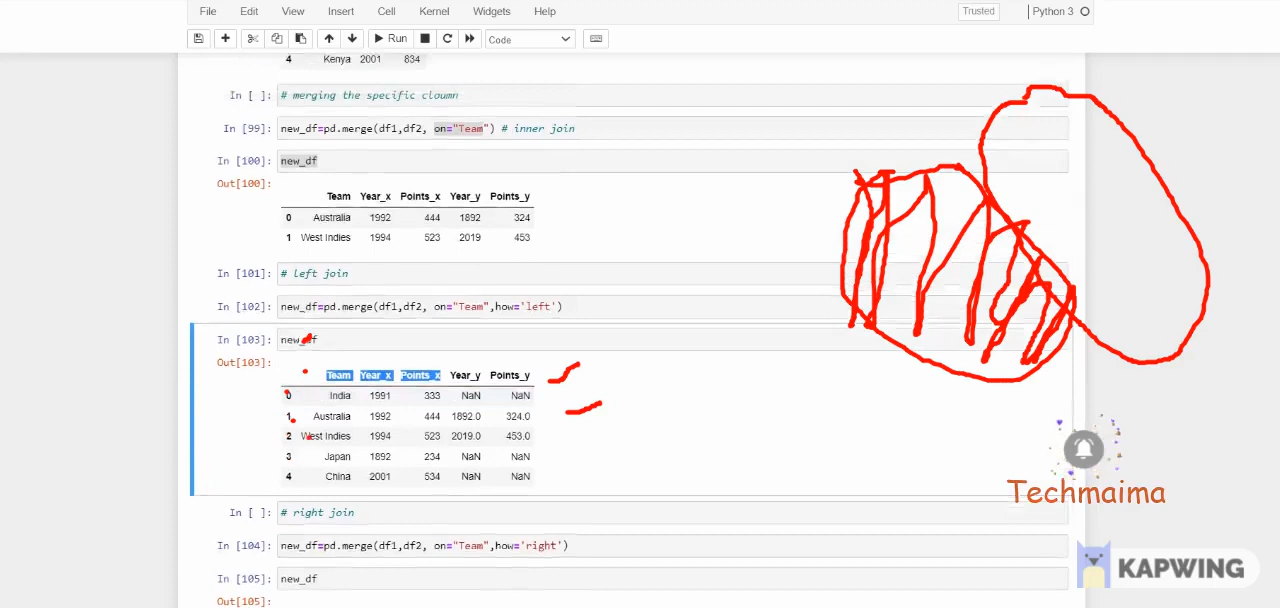 File Edit View Insert Cell Kernel Widgets Help Trusted Python 3
Run Code
4 Kenya 2001 834
In [ ]: # merging the specific cloumn
In [99]: new_df=pd.merge(df1,df2, on="Team") # inner join
In [100]: new_df
Out[100]:
Team Year_x Points_x Year_y Points_y
0 Australia 1992 444 1892 324
1 West Indies 1994 523 2019 453
In [101]: # left join
In [102]: new_df=pd.merge(df1,df2, on="Team",how='left')
In [103]: new_df
Out[103]:
Team Year_x Points_x Year_y Points_y
0 India 1991 333 NaN NaN
1 Australia 1992 444 1892.0 324.0
2 West Indies 1994 523 2019.0 453.0
3 Japan 1892 234 NaN NaN
4 China 2001 534 NaN NaN
Techmaima
In [ ]: # right join
In [104]: new_df=pd.merge(df1,df2, on="Team",how='right')
KAPWING
In [105]: new_df
Out[105]: